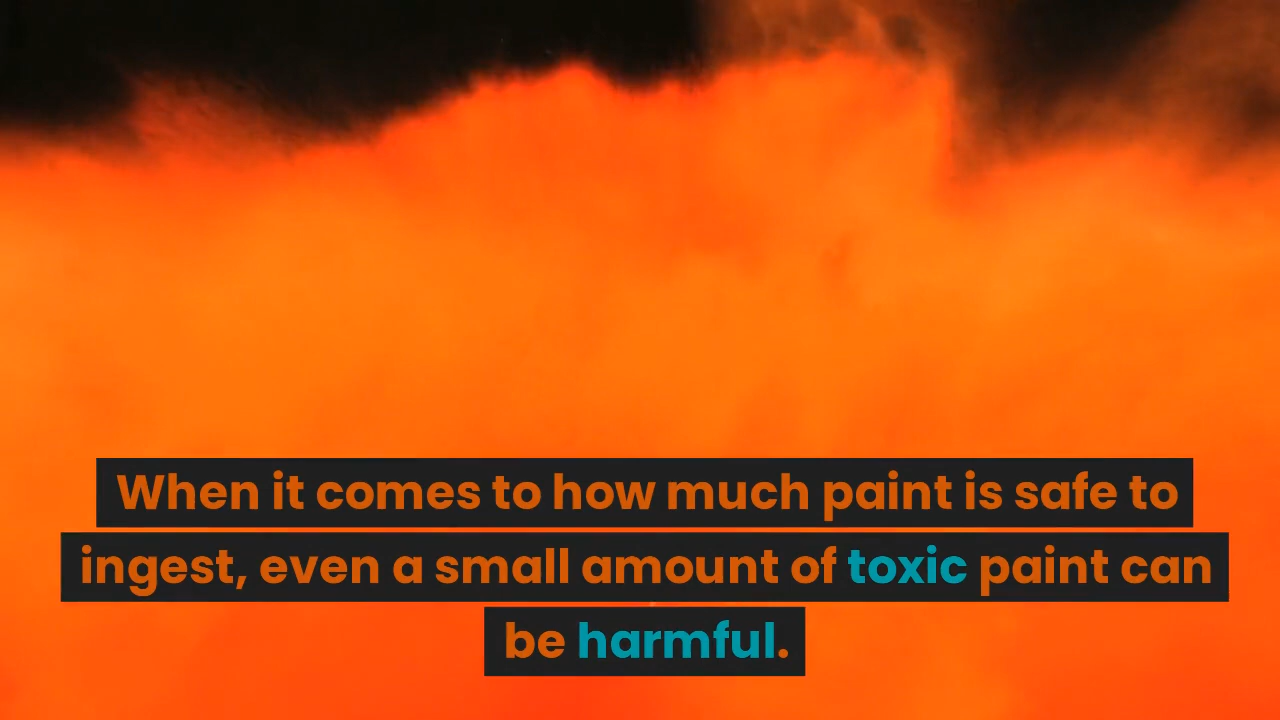 When it comes to how much paint is safe to
ingest, even a small amount of toxic paint can
be harmful.